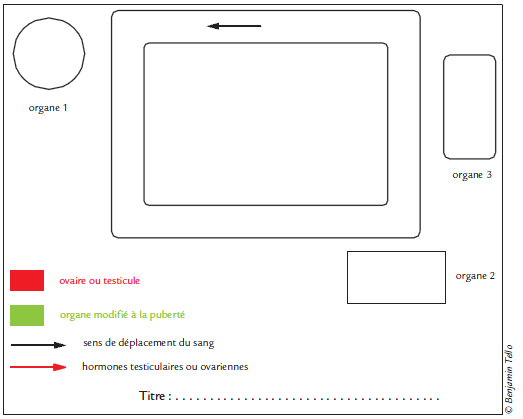 organe 1
organe 3
organe 2
ovaire ou testicule
organe modifié à la puberté
sens de déplacement du sang
hormones testiculaires ou ovariennes
Titre : . . . . . . . . . . . . . . . . . . . . . . . . . . . . . . . . . . . . . .
© Benjamin Tello